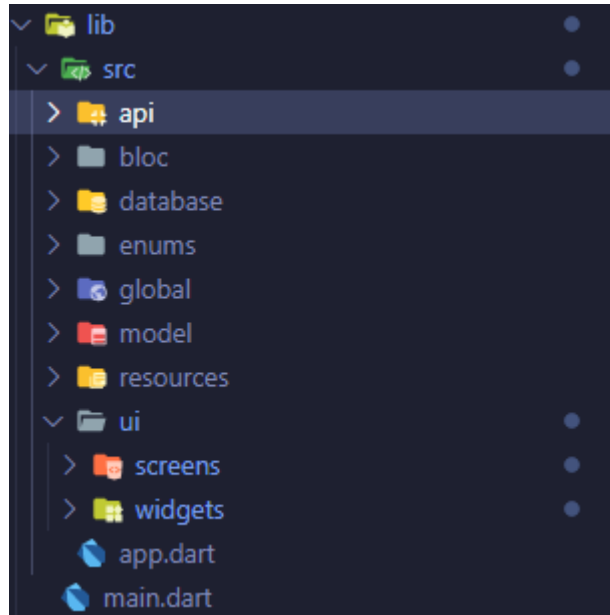 lib
src
api
bloc
database
enums
global
model
resources
ui
screens
widgets
app.dart
main.dart